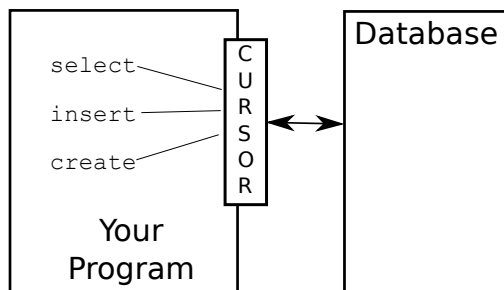 select
insert
create
Your
Program
C
U
R
S
O
R
Database